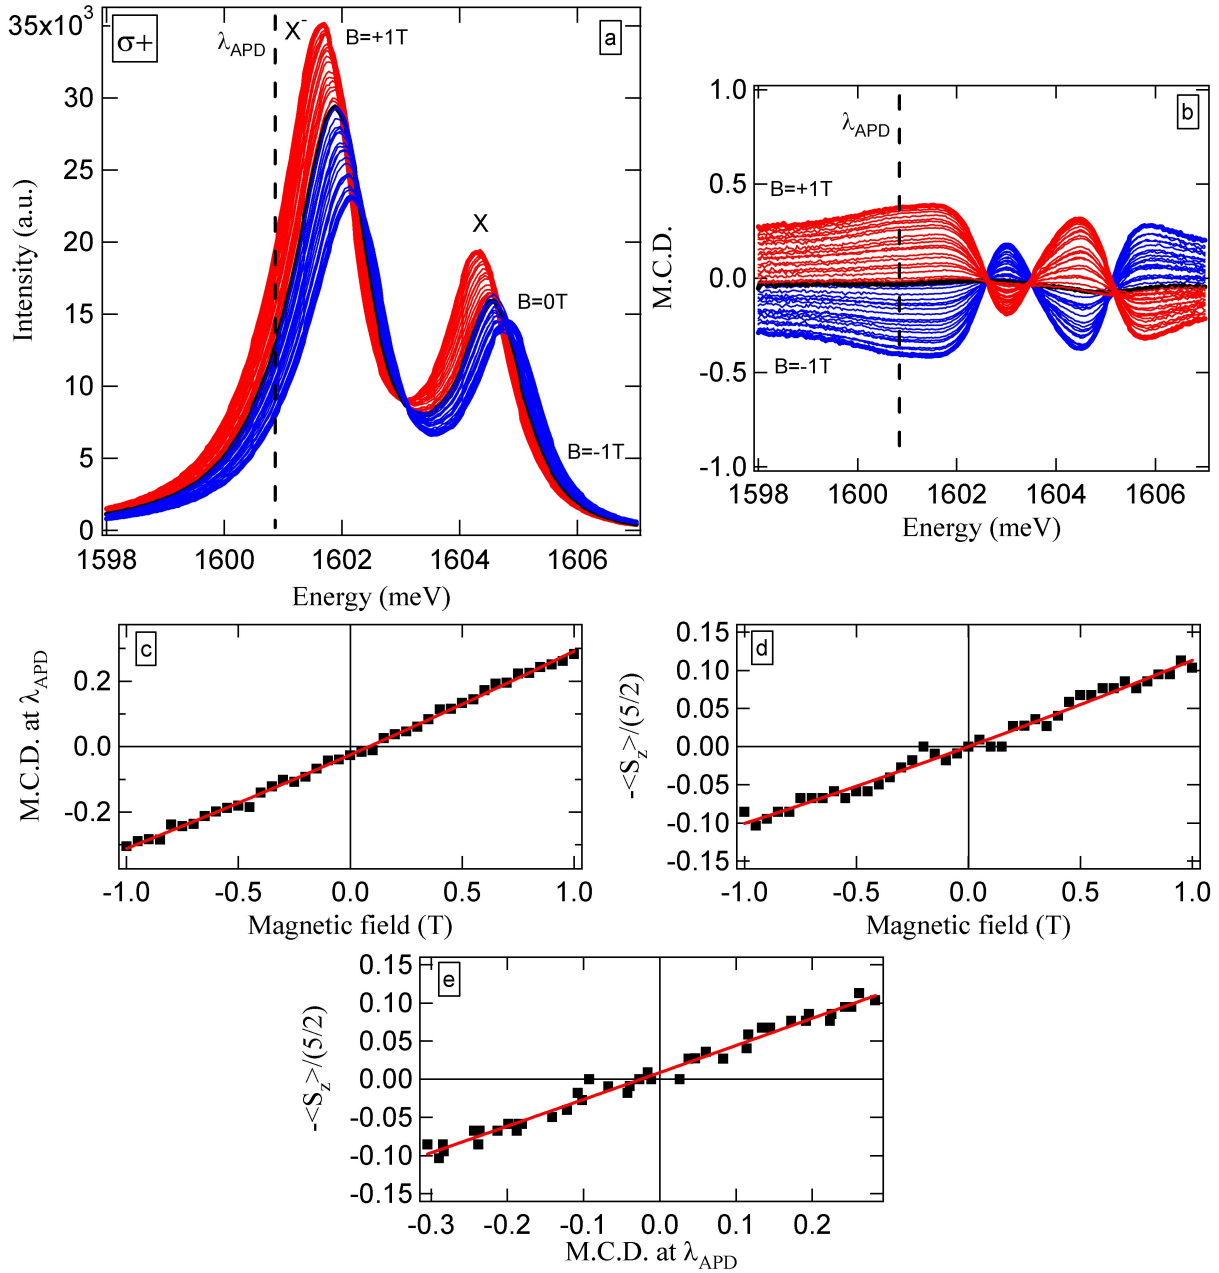 35x10³
30
25
20
15
10
5
0
Intensity (a.u.)
σ+
λAPD
X⁻
B=+1T
a
X
B=0T
B=-1T
1598
1600
1602
1604
1606
Energy (meV)
1.0
0.5
0.0
-0.5
-1.0
M.C.D.
λAPD
b
B=+1T
B=-1T
1598
1600
1602
1604
1606
Energy (meV)
c
0.2
0.0
-0.2
M.C.D. at λAPD
-1.0
-0.5
0.0
0.5
1.0
Magnetic field (T)
d
0.15
0.10
0.05
0.00
-0.05
-0.10
-0.15
-<Sz>/(5/2)
-1.0
-0.5
0.0
0.5
1.0
Magnetic field (T)
e
0.15
0.10
0.05
0.00
-0.05
-0.10
-0.15
-<Sz>/(5/2)
-0.3
-0.2
-0.1
0.0
0.1
0.2
M.C.D. at λAPD